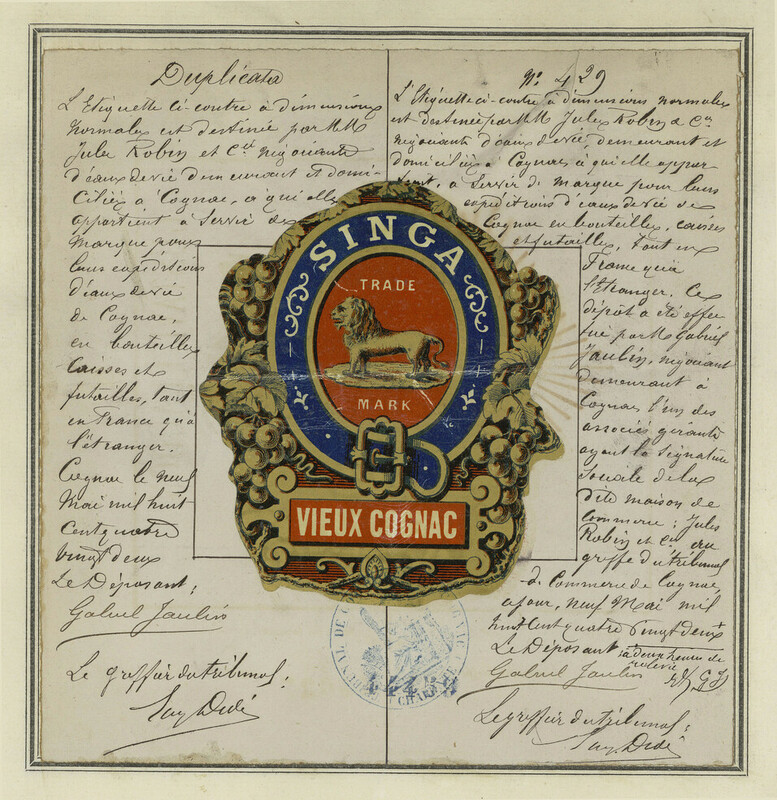 Duplicata
L'Etiquette ci-contre à dimensions
normales est destinée par MM
Jules Robin et Cie négociants
d'eaux de vie demeurant et domi-
ciliés à Cognac, à qui elle
appartient à servir de
marque pour
leurs expéditions
d'eaux de vie
de Cognac,
en bouteilles
caisses et
futailles, tant
en France qu'à
l'étranger.
Cognac le neuf
Mai mil huit
cent quatre
vingt deux
Le Déposant:
Gabriel Jaulin
Le greffier du tribunal:
SINGA
TRADE
MARK
VIEUX COGNAC
No. 429
L'Etiquette ci-contre à dimensions normales
est destinée par MM Jules Robin & Cie
négociants d'eaux de vie, demeurant et
domiciliés à Cognac à qui elle appar
tient, à servir de marque pour leurs
expéditions d'eaux de vie de
Cognac en bouteilles, caisses
et futailles, tant en
France qu'à
l'étranger. Ce
dépôt a été effec
tué par M Gabriel
Jaulin, négociant
demeurant à
Cognac l'un des
associés gérants
ayant la signature
sociale de la
dite maison de
commerce: Jules
Robin et Cie au
greffe du tribunal
de Commerce de Cognac,
ce jour, neuf Mai mil
huit cent quatre vingt deux
Le Déposant à deux heures de
relevée
Gabriel Jaulin G J
Le greffier du tribunal: